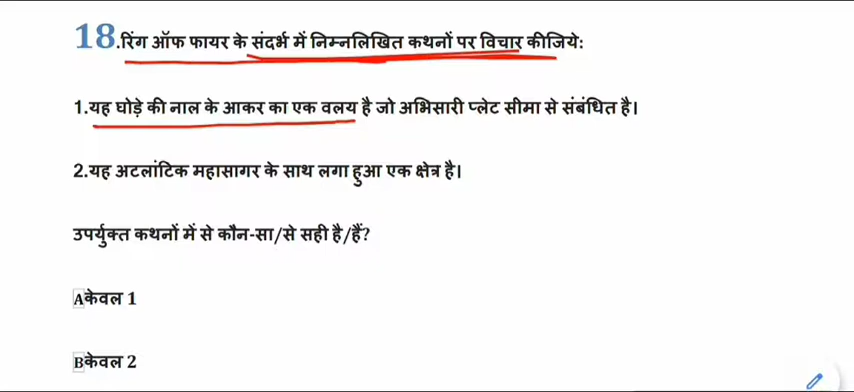 18.रिंग ऑफ फायर के संदर्भ में निम्नलिखित कथनों पर विचार कीजिये:
1.यह घोड़े की नाल के आकर का एक वलय है जो अभिसारी प्लेट सीमा से संबंधित है।
2.यह अटलांटिक महासागर के साथ लगा हुआ एक क्षेत्र है।
उपर्युक्त कथनों में से कौन-सा/से सही है/हैं?
Aकेवल 1
Bकेवल 2